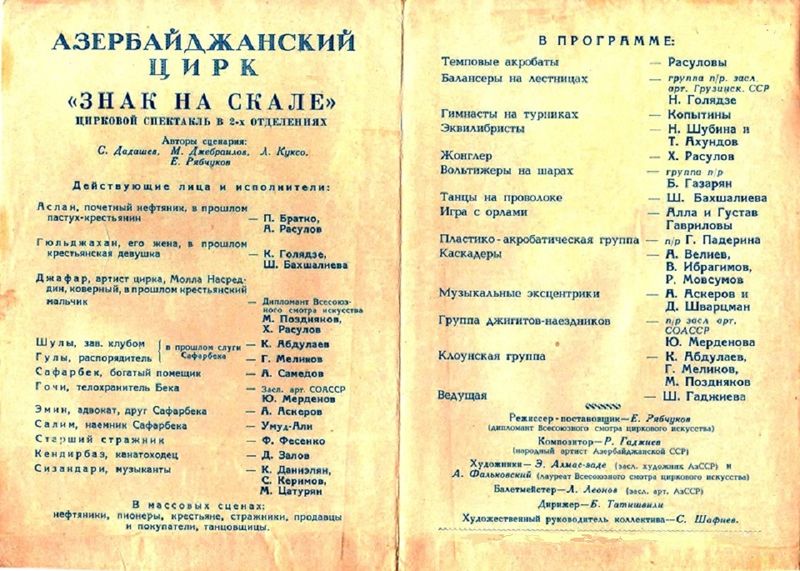 АЗЕРБАЙДЖАНСКИЙ
ЦИРК
«ЗНАК НА СКАЛЕ»
ЦИРКОВОЙ СПЕКТАКЛЬ В 2-х ОТДЕЛЕНИЯХ
Авторы сценария:
С. Дадашев, М. Джебраилов, Л. Куксо,
Е. Рябчуков
Действующие лица и исполнители:
Аслан, почетный нефтяник, в прошлом
пастух-крестьянин — П. Братко,
А. Расулов
Гюльджахан, его жена, в прошлом
крестьянская девушка — К. Голядзе,
Ш. Бахшалиева
Джафар, артист цирка, Молла Насред-
дин, коверный, в прошлом крестьянский
мальчик — Дипломант Всесоюз-
ного смотра искусства
М. Поздняков,
Х. Расулов
Шулы, зав. клубом } в прошлом слуги — К. Абдулаев
Гулы, распорядитель } Сафарбека — Г. Меликов
Сафарбек, богатый помещик — А. Самедов
Гочи, телохранитель Бека — Засл. арт. СОАССР
Ю. Мерденов
Эмин, адвокат, друг Сафарбека — А. Аскеров
Салим, наемник Сафарбека — Умуд-Али
Старший стражник — Ф. Фесенко
Кендирбаз, канатоходец — Д. Залов
Сизандари, музыканты — К. Даниэлян,
С. Керимов,
М. Цатурян
В массовых сценах:
нефтяники, пионеры, крестьяне, стражники, продавцы
и покупатели, танцовщицы.
В ПРОГРАММЕ:
Темповые акробаты — Расуловы
Балансеры на лестницах — группа п/р. засл.
арт. Грузинск. ССР
Н. Голядзе
Гимнасты на турниках — Копытины
Эквилибристы — Н. Шубина и
Т. Ахундов
Жонглер — Х. Расулов
Вольтижеры на шарах — группа п/р
Б. Газарян
Танцы на проволоке — Ш. Бахшалиева
Игра с орлами — Алла и Густав
Гавриловы
Пластико-акробатическая группа — п/р Г. Падерина
Каскадеры — А. Велиев,
В. Ибрагимов,
Р. Мовсумов
Музыкальные эксцентрики — А. Аскеров и
Д. Шварцман
Группа джигитов-наездников — п/р засл арт.
СОАССР
Ю. Мерденова
Клоунская группа — К. Абдулаев,
Г. Меликов,
М. Поздняков
Ведущая — Ш. Гаджиева
Режиссер-поставовщик—Е. Рябчуков
(дипломант Всесоюзного смотра циркового искусства)
Композитор—Р. Гаджиев
(народный артист Азербайджанской ССР)
Художники— Э. Алмас-заде (засл. художник АзССР) и
А. Фальковский (лауреат Всесоюзного смотра циркового искусства)
Балетмейстер—Л. Леонов (засл. арт. АзССР)
Дирижер—Б. Татишвили
Художественный руководитель коллектива—С. Шафиев.